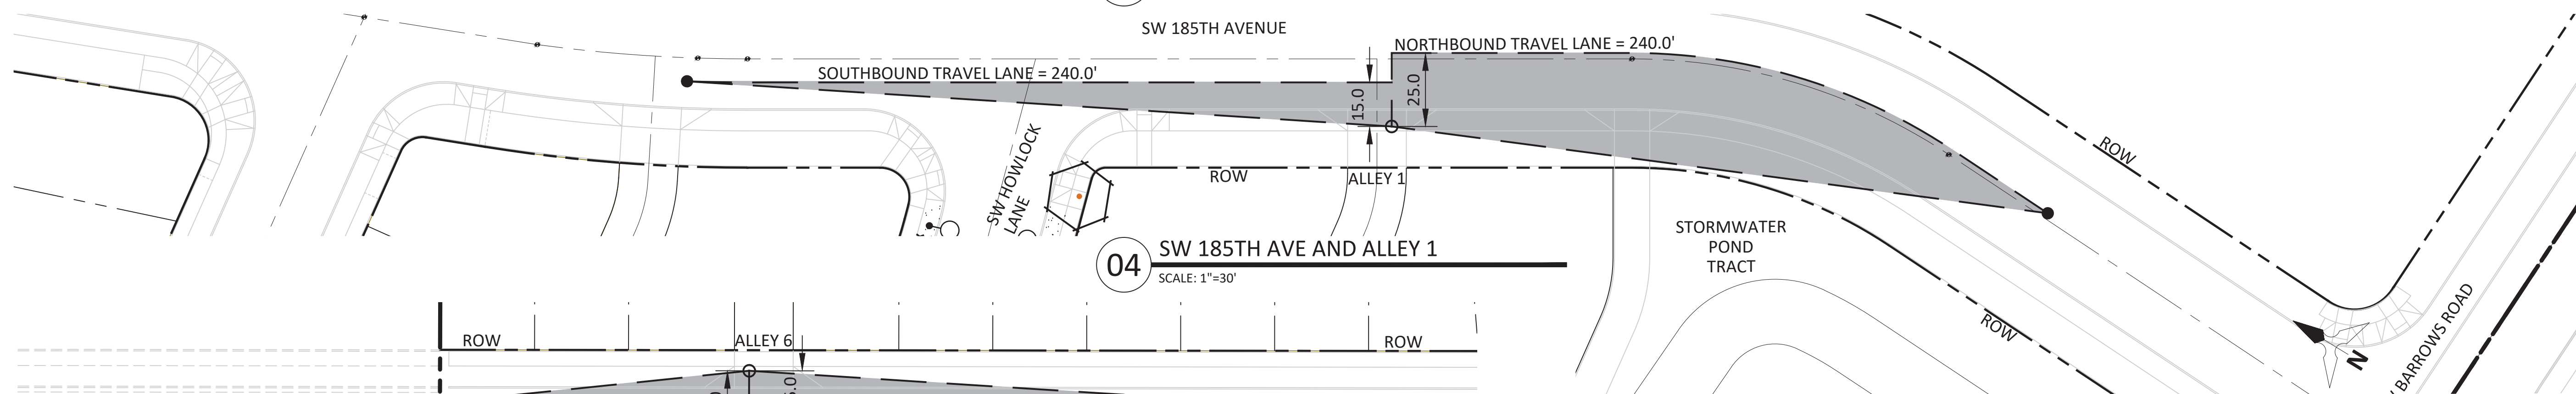 SW 185TH AVENUE
NORTHBOUND TRAVEL LANE = 240.0'
SOUTHBOUND TRAVEL LANE = 240.0'
15.0
25.0
SW HOWLOCK
LANE
ROW
ALLEY 1
ROW
STORMWATER
POND
TRACT
04
SW 185TH AVE AND ALLEY 1
SCALE: 1"=30'
ROW
ALLEY 6
ROW
ROW
BARROWS ROAD
N